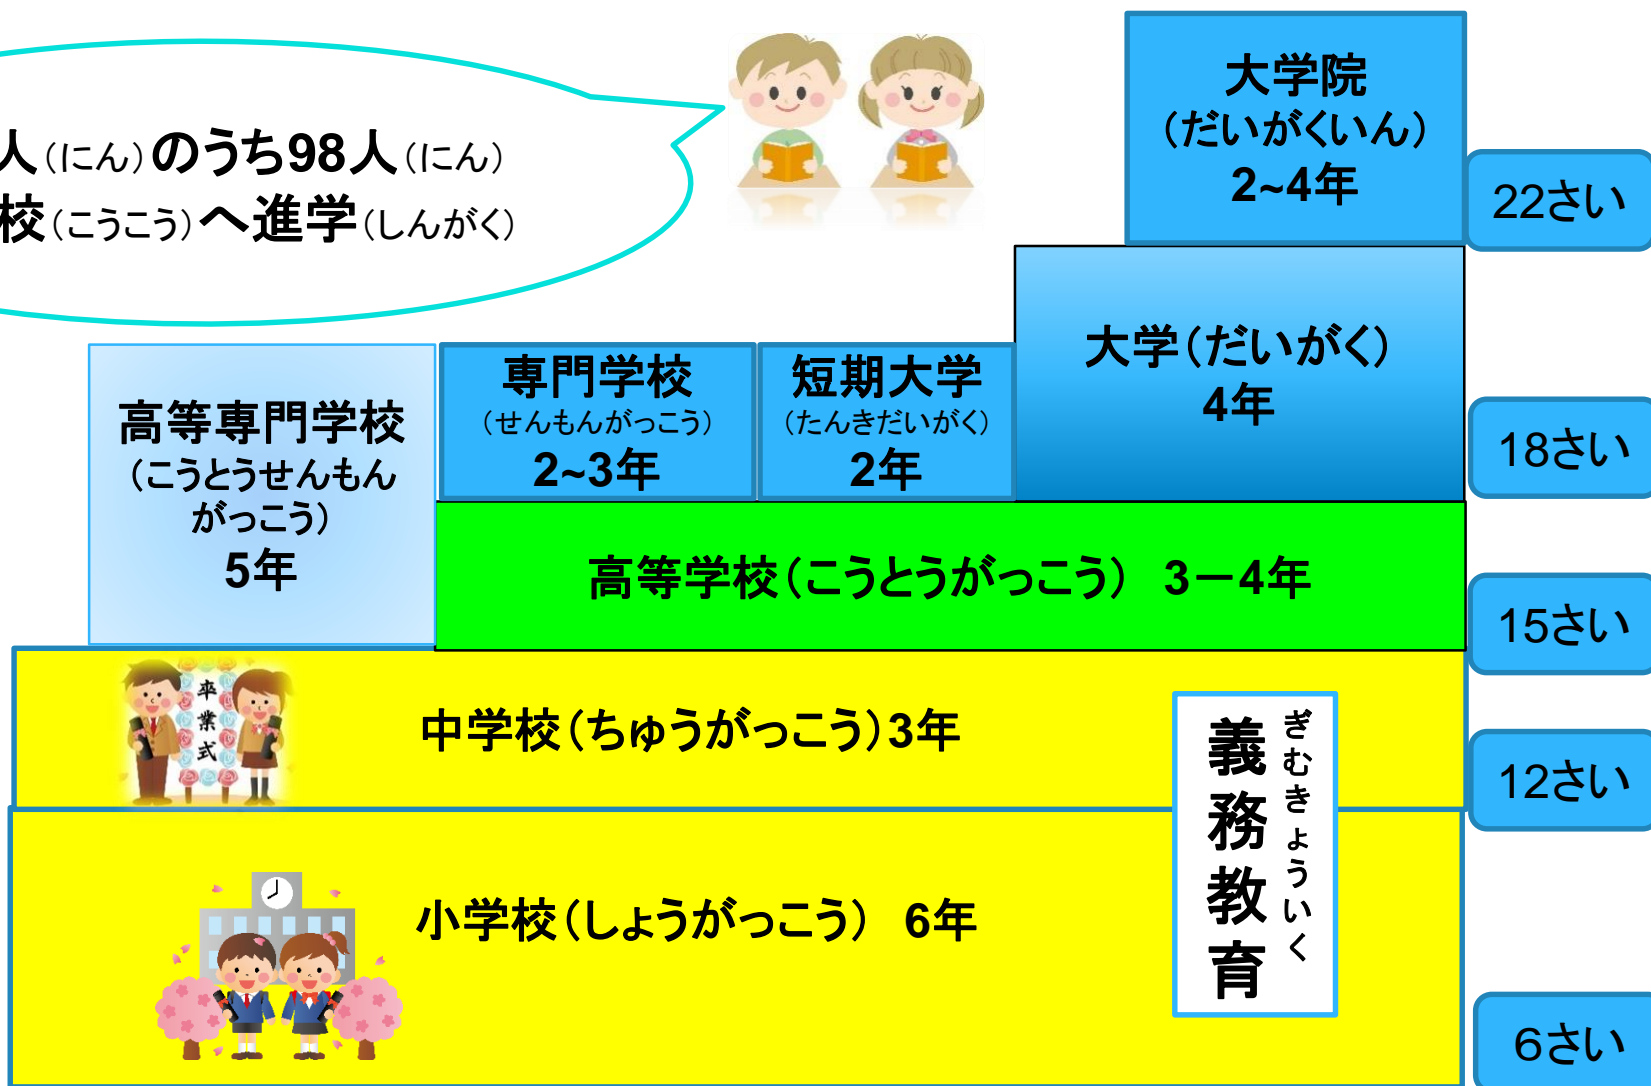 人(にん)のうち98人(にん)
校(こうこう)へ進学(しんがく)
大学院
(だいがくいん)
2~4年
22さい
大学(だいがく)
4年
専門学校
(せんもんがっこう)
2~3年
短期大学
(たんきだいがく)
2年
高等専門学校
(こうとうせんもん
がっこう)
5年
18さい
高等学校(こうとうがっこう) 3-4年
15さい
卒業式
中学校(ちゅうがっこう)3年
12さい
義務教育
ぎむきょういく
小学校(しょうがっこう) 6年
6さい